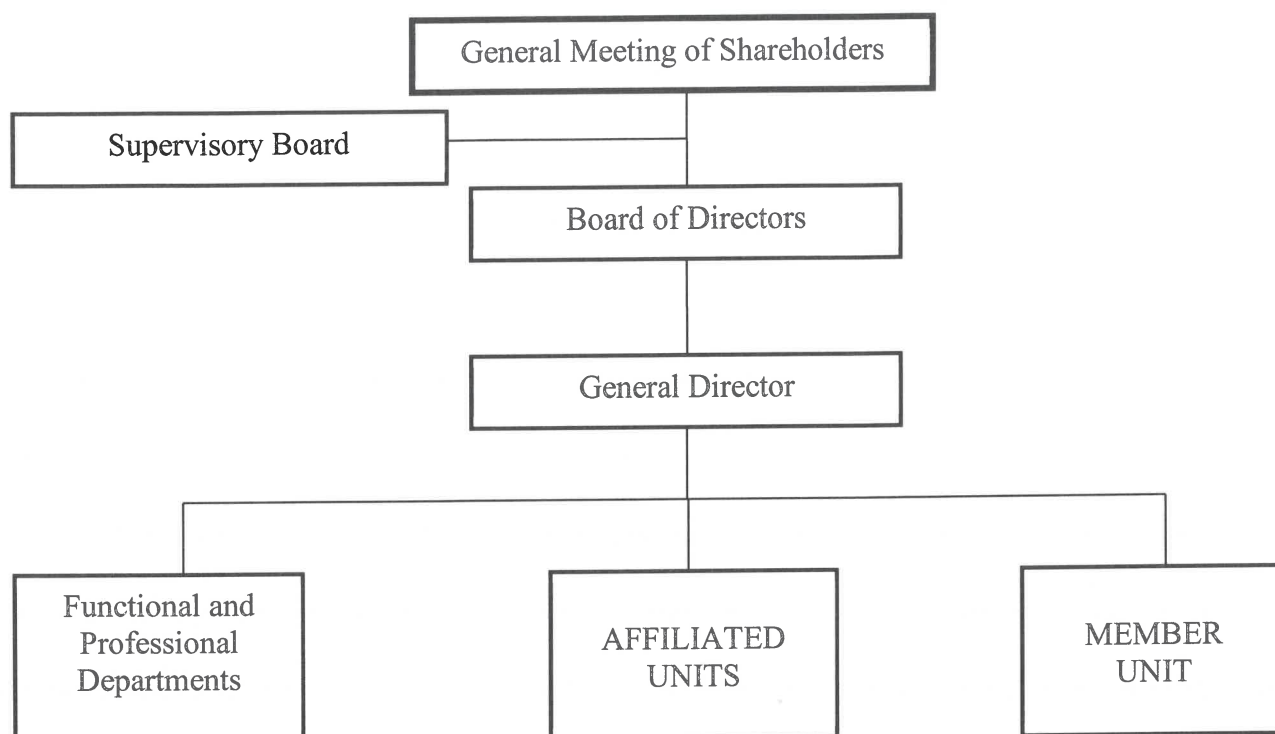 General Meeting of Shareholders
Supervisory Board
Board of Directors
General Director
Functional and
Professional
Departments
AFFILIATED
UNITS
MEMBER
UNIT